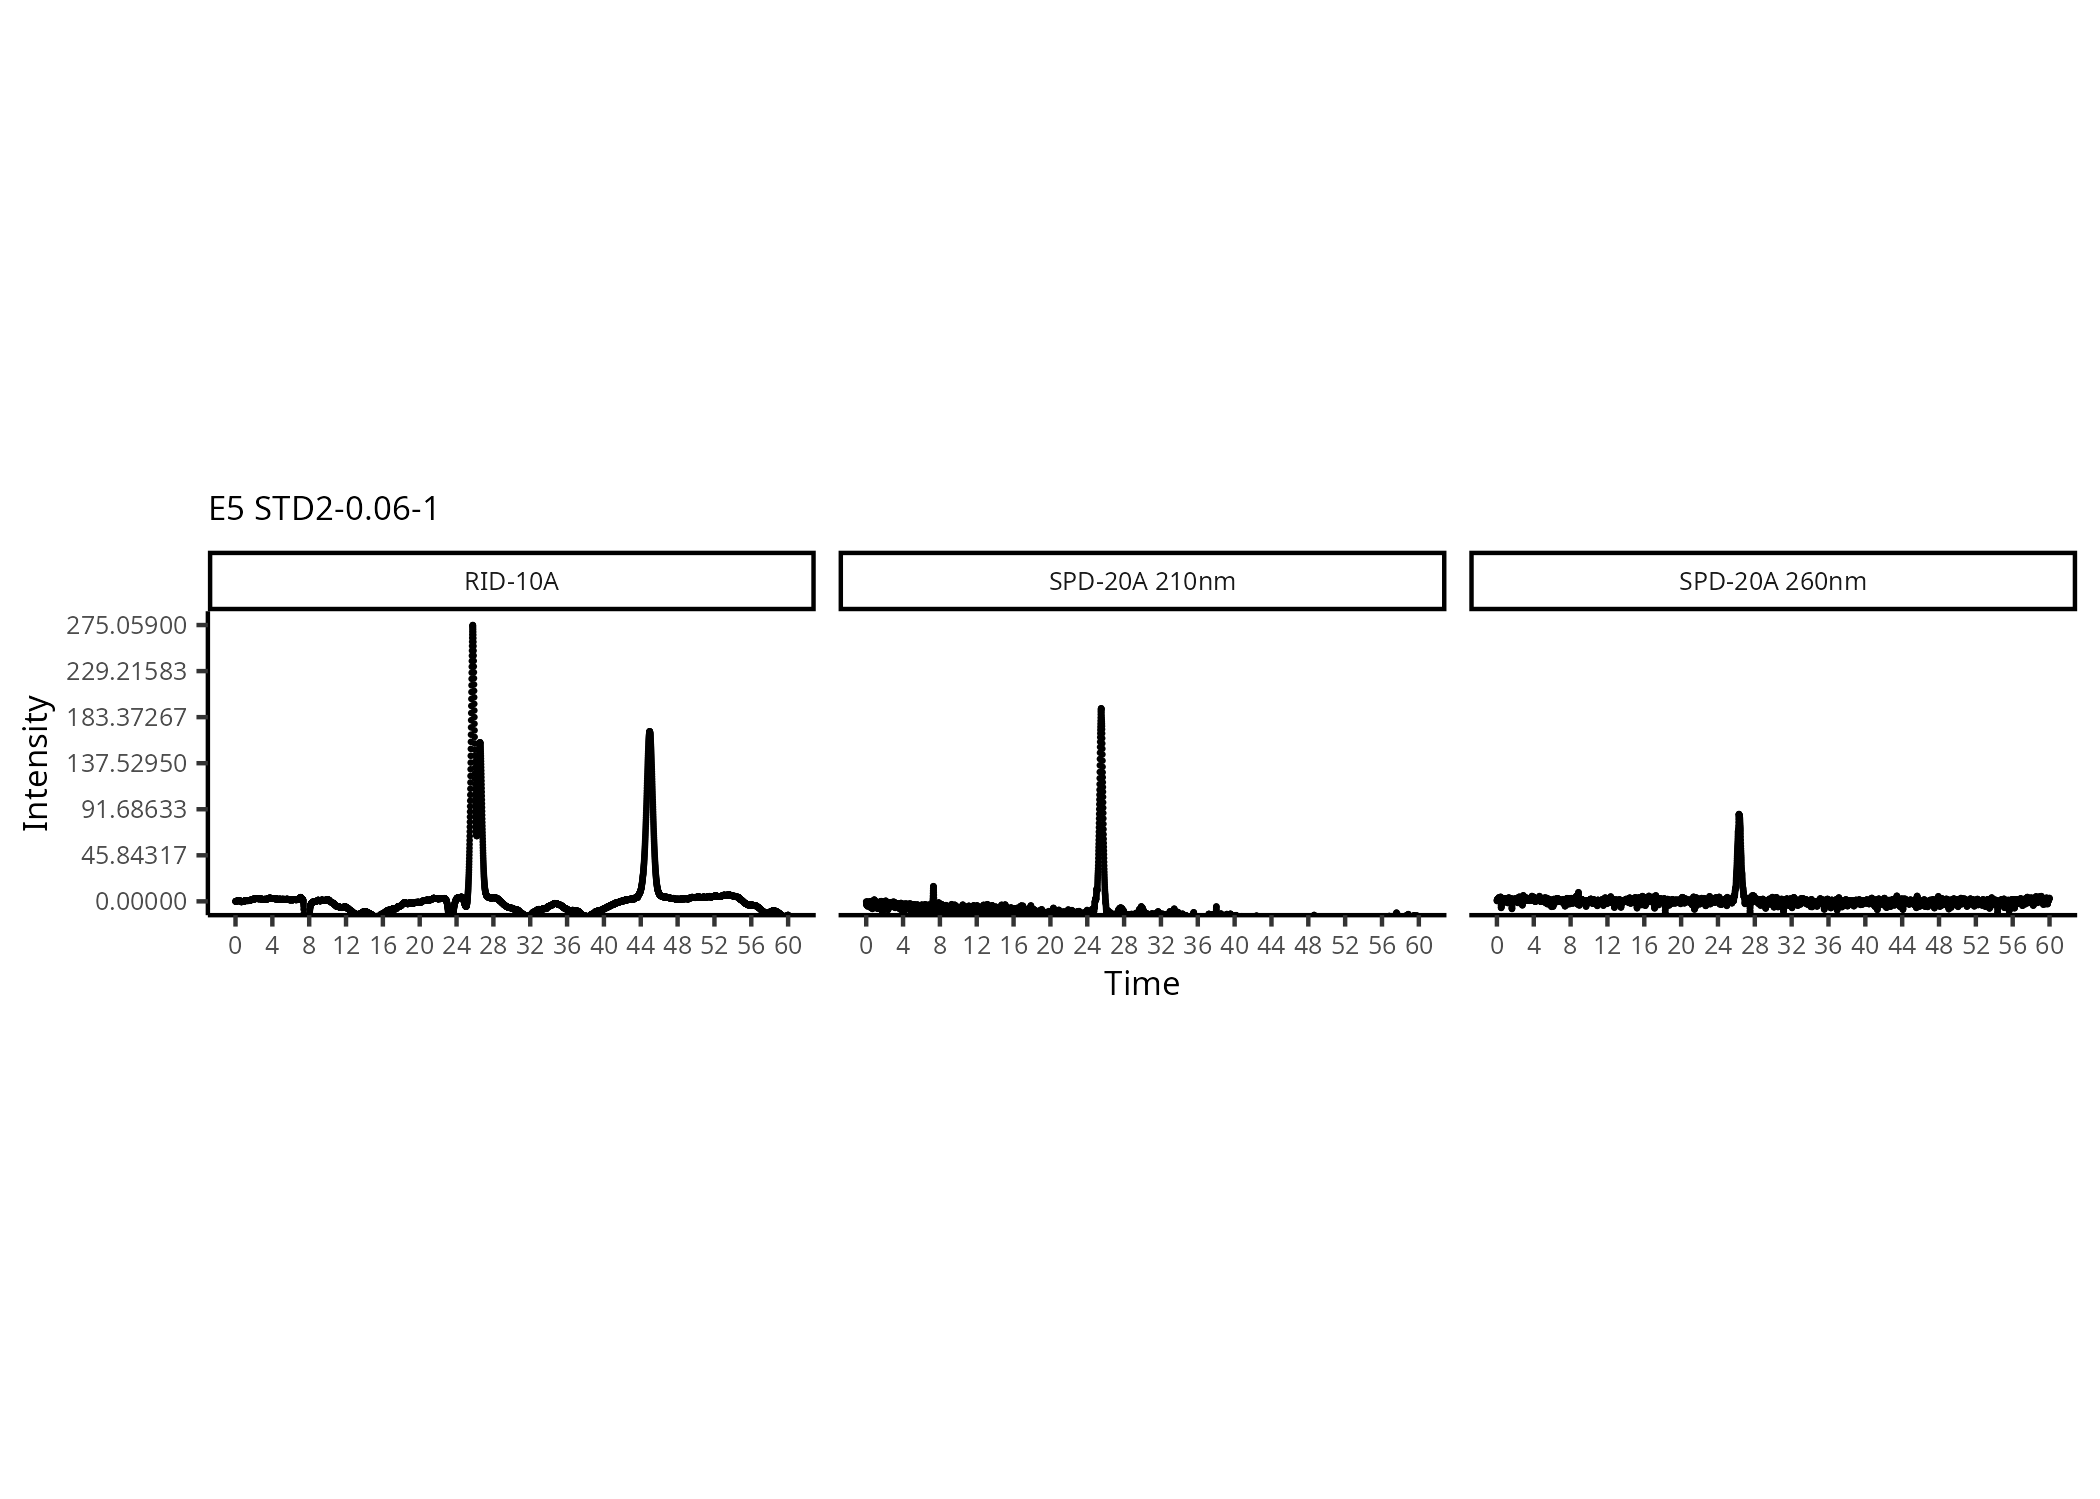 E5 STD2-0.06-1
RID-10A
SPD-20A 210nm
SPD-20A 260nm
Intensity
275.05900
229.21583
183.37267
137.52950
91.68633
45.84317
0.00000
0 4 8 12 16 20 24 28 32 36 40 44 48 52 56 60
0 4 8 12 16 20 24 28 32 36 40 44 48 52 56 60
0 4 8 12 16 20 24 28 32 36 40 44 48 52 56 60
Time